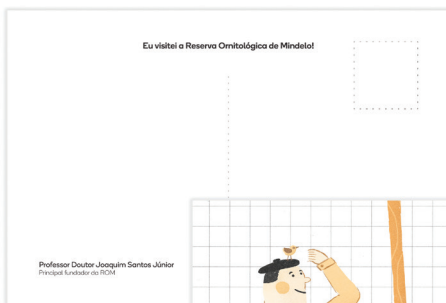 Eu visitei a Reserva Ornitológica de Mindelo!
Professor Doutor Joaquim Santos Júnior
Principal fundador da ROM